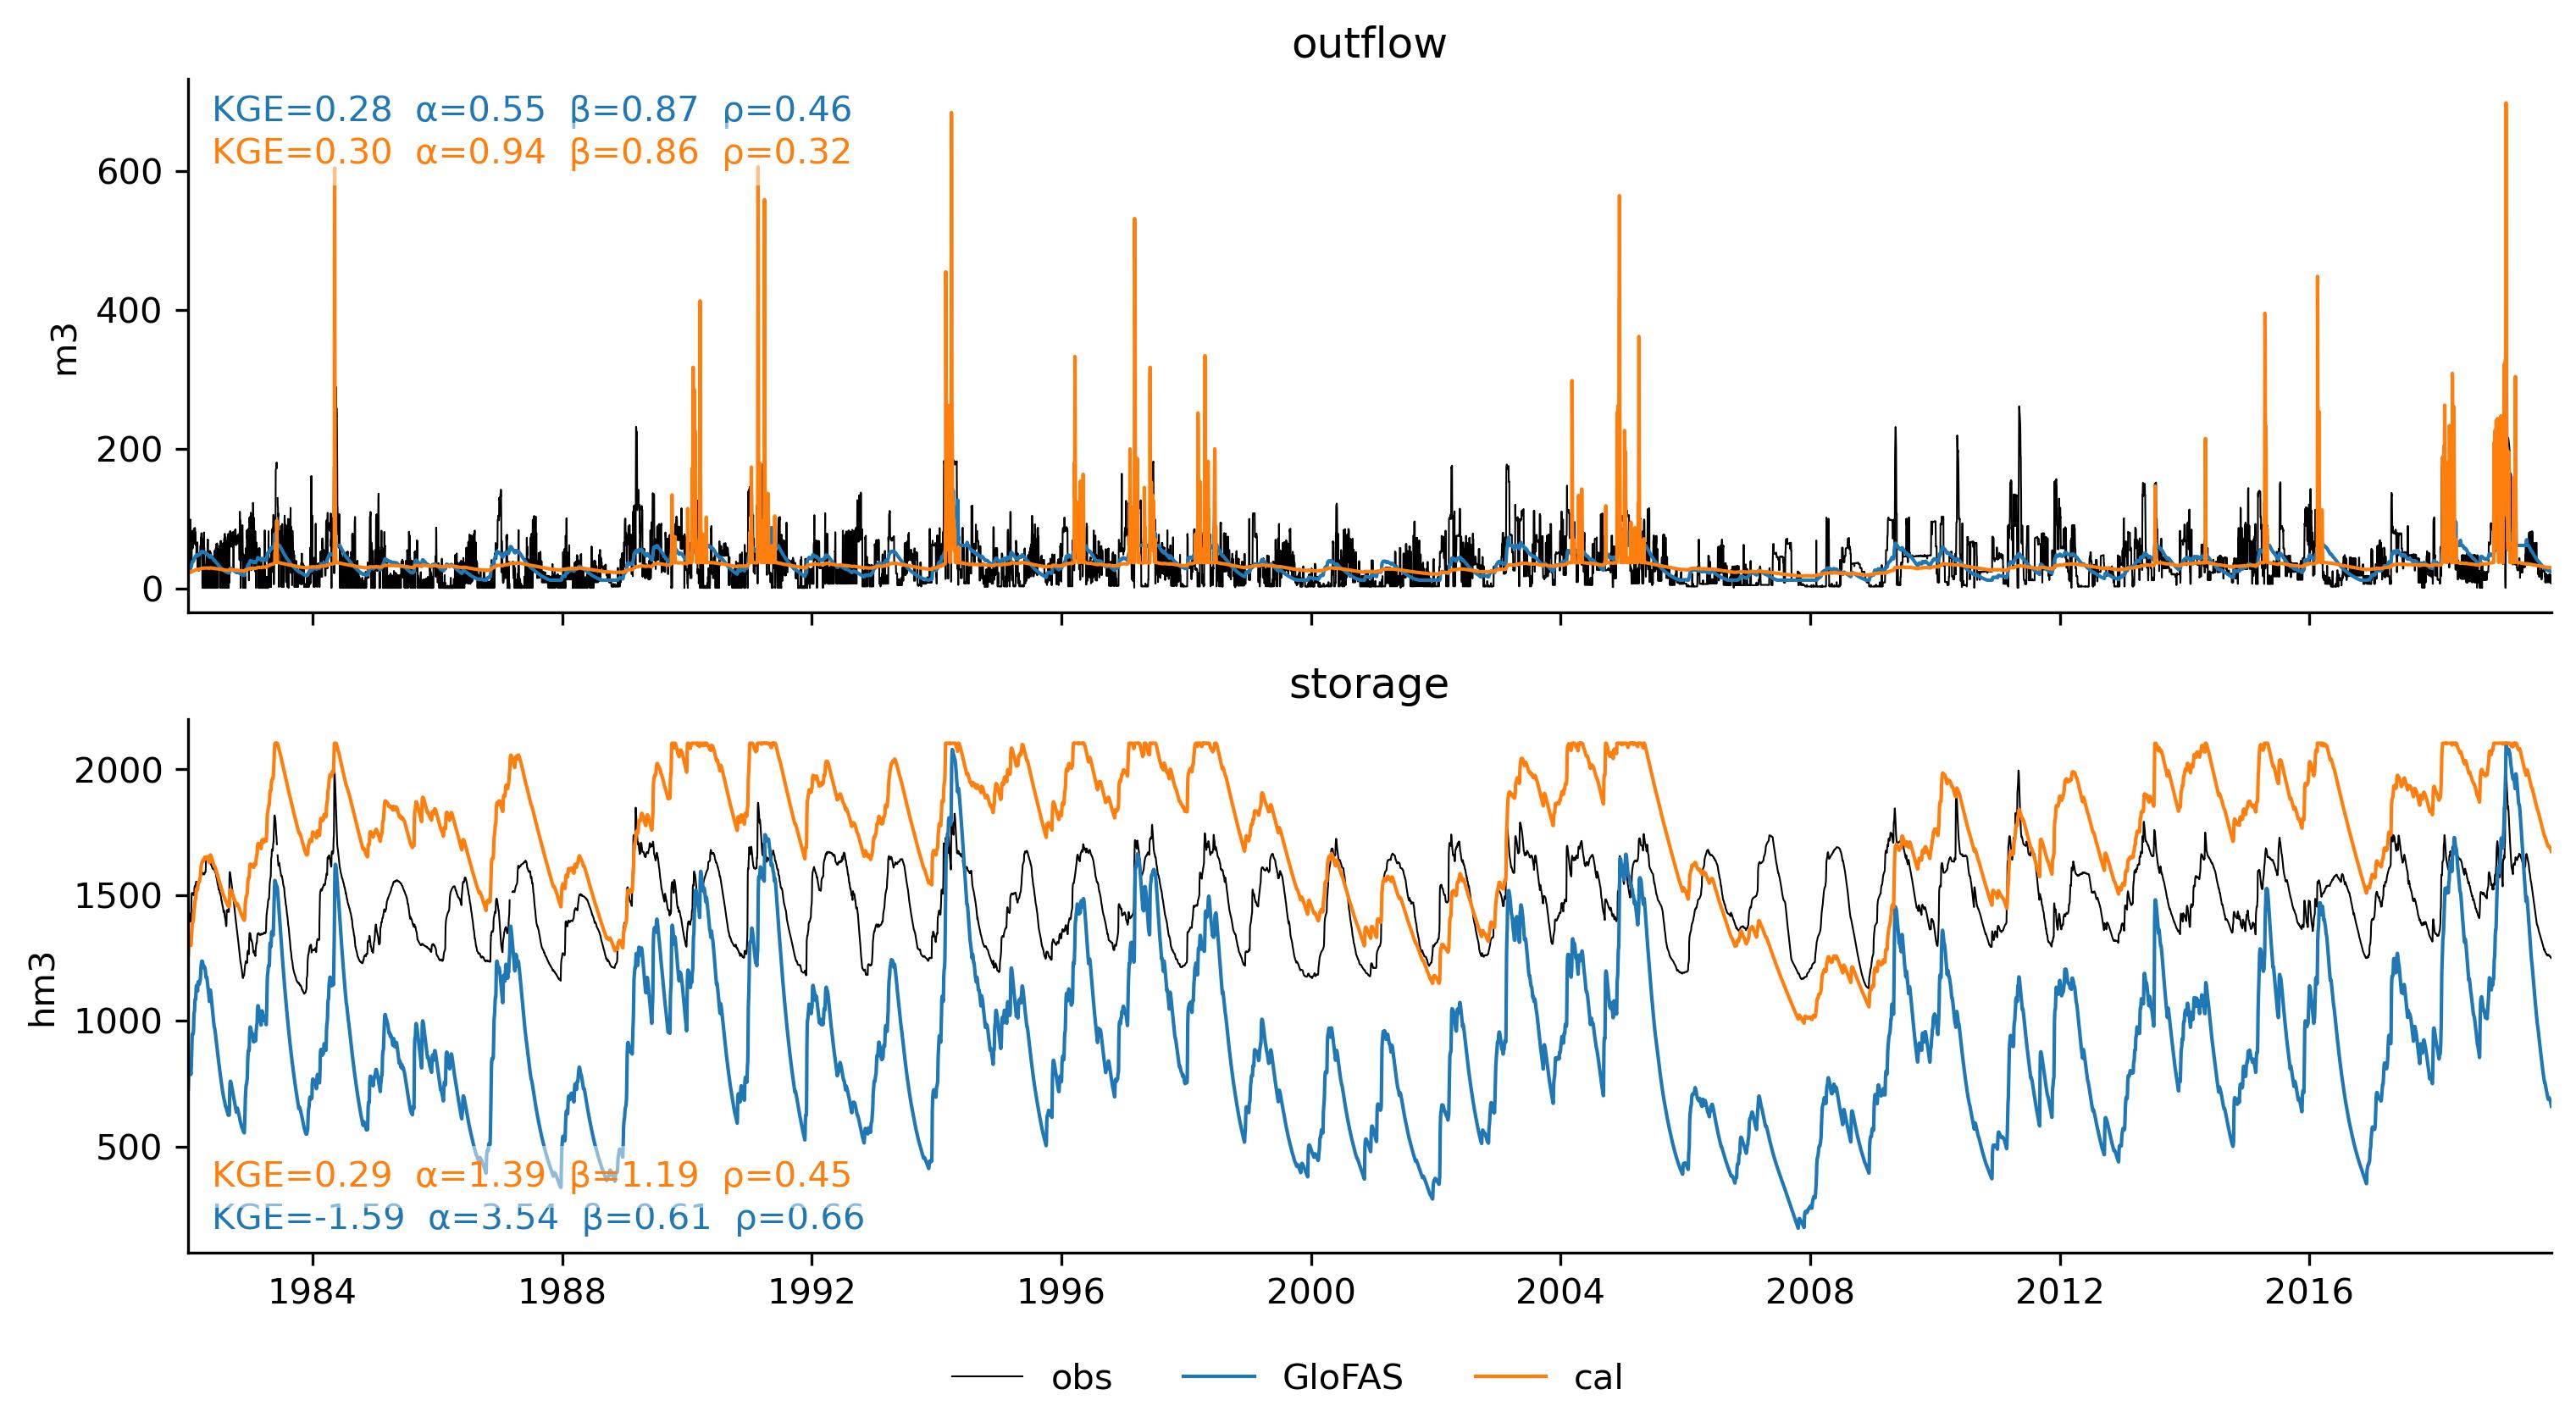 outflow
KGE=0.28 α=0.55 β=0.87 ρ=0.46
KGE=0.30 α=0.94 β=0.86 ρ=0.32
600
400
200
0
m3
storage
2000
1500
1000
500
hm3
KGE=0.29 α=1.39 β=1.19 ρ=0.45
KGE=-1.59 α=3.54 β=0.61 ρ=0.66
1984 1988 1992 1996 2000 2004 2008 2012 2016
obs GloFAS cal